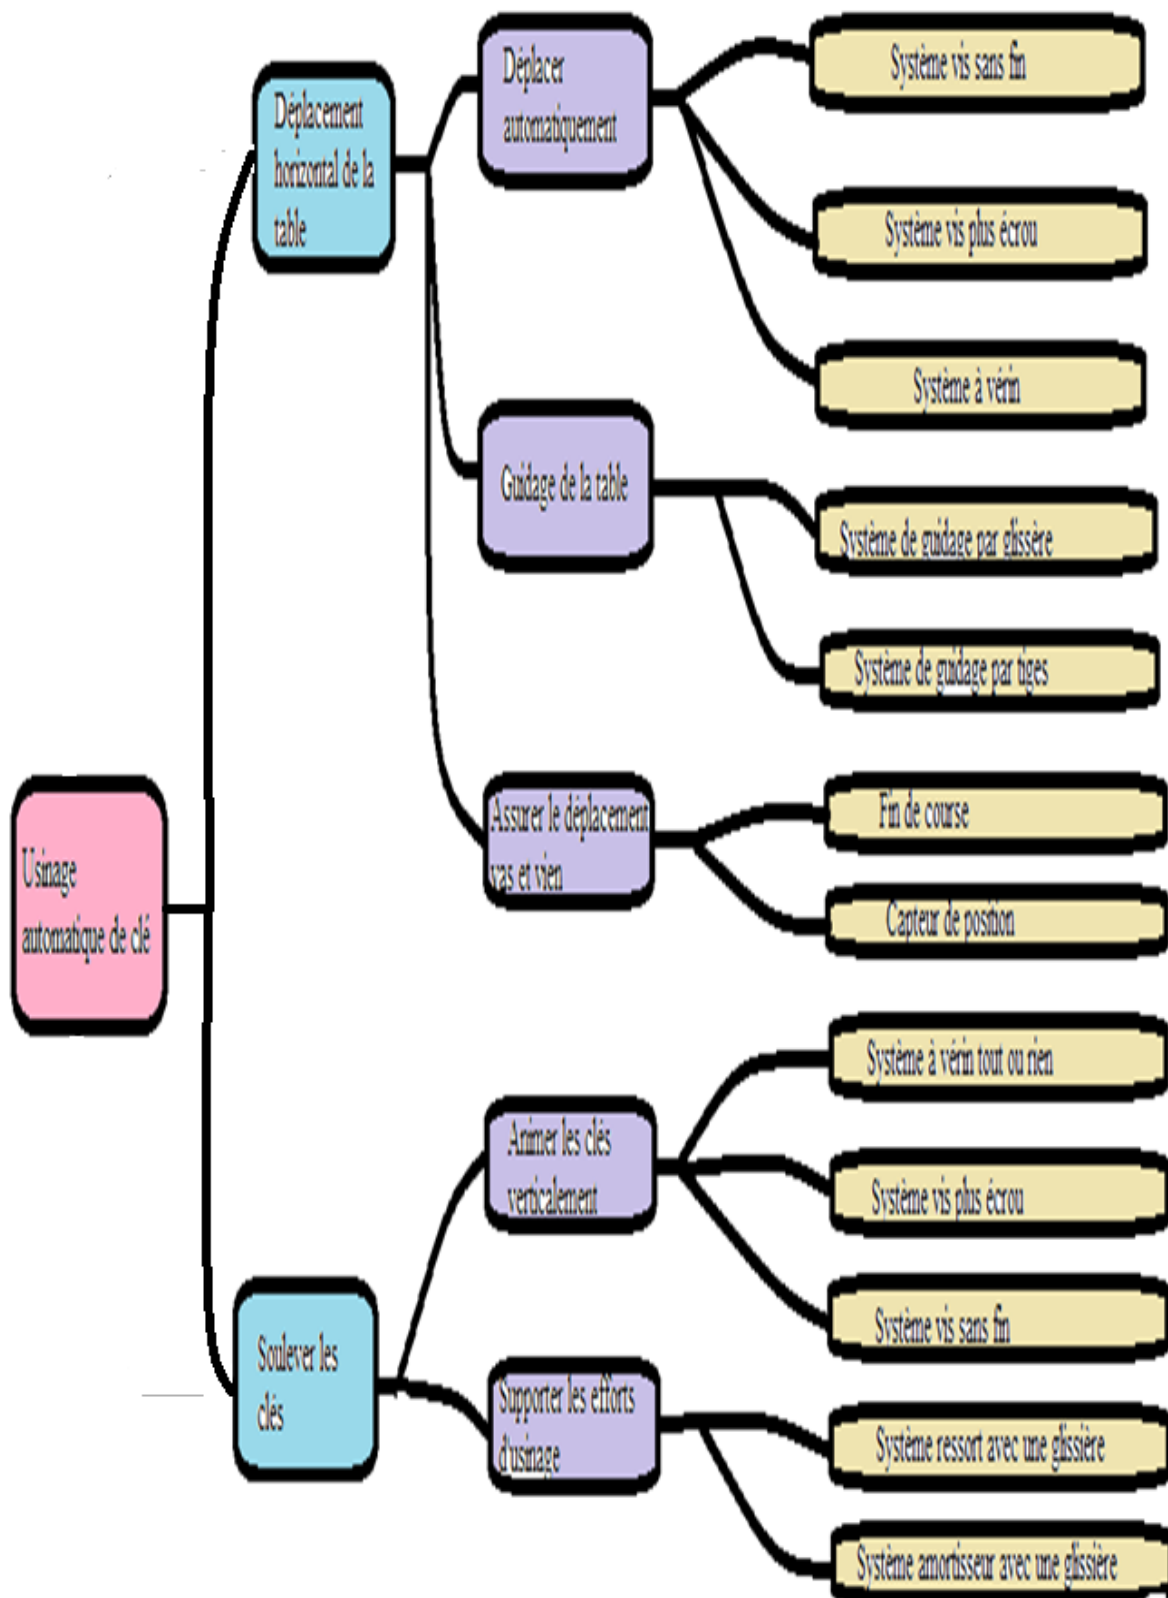 Usinage
automatique de clé
Déplacement
horizontal de la
table
Déplacer
automatiquement
Système vis sans fin
Système vis plus écrou
Système à vérin
Guidage de la table
Système de guidage par glissère
Système de guidage par tiges
Assurer le déplacement
vas et vien
Fin de course
Capteur de position
Soulever les
clés
Animer les clés
verticalement
Système à vérin tout ou rien
Système vis plus écrou
Système vis sans fin
Supporter les efforts
d'usinage
Système ressort avec une glissière
Système amortisseur avec une glissière